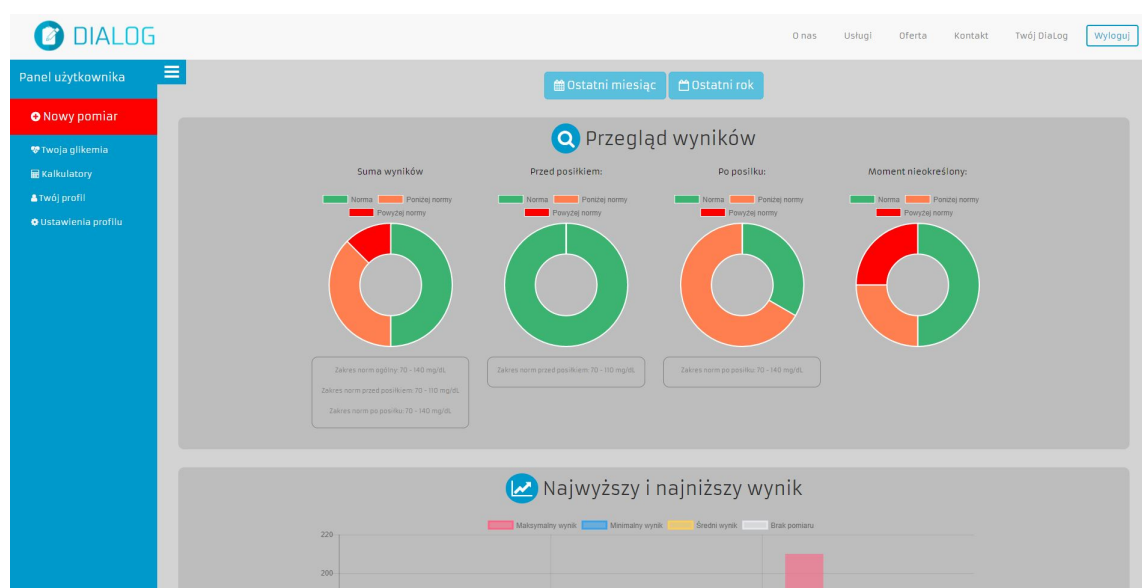 DIALOG
O nas
Usługi
Oferta
Kontakt
Twój DiaLog
Wyloguj
Panel użytkownika
Nowy pomiar
Twoja glikemia
Kalkulatory
Twój profil
Ustawienia profilu
Ostatni miesiąc
Ostatni rok
Przegląd wyników
Suma wyników
Norma
Poniżej normy
Powyżej normy
Zakres norm ogólny: 70 - 140 mg/dL
Zakres norm przed posiłkiem: 70 - 110 mg/dL
Zakres norm po posiłku: 70 - 140 mg/dL
Przed posiłkiem:
Norma
Poniżej normy
Powyżej normy
Zakres norm przed posiłkiem: 70 - 110 mg/dL
Po posiłku:
Norma
Poniżej normy
Powyżej normy
Zakres norm po posiłku: 70 - 140 mg/dL
Moment nieokreślony:
Norma
Poniżej normy
Powyżej normy
Najwyższy i najniższy wynik
Maksymalny wynik
Minimalny wynik
Średni wynik
Brak pomiaru
220
200